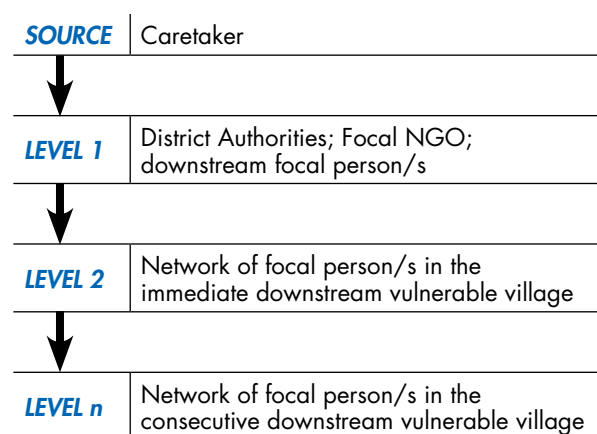 SOURCE Caretaker
LEVEL 1 District Authorities; Focal NGO;
downstream focal person/s
LEVEL 2 Network of focal person/s in the
immediate downstream vulnerable village
LEVEL n Network of focal person/s in the
consecutive downstream vulnerable village